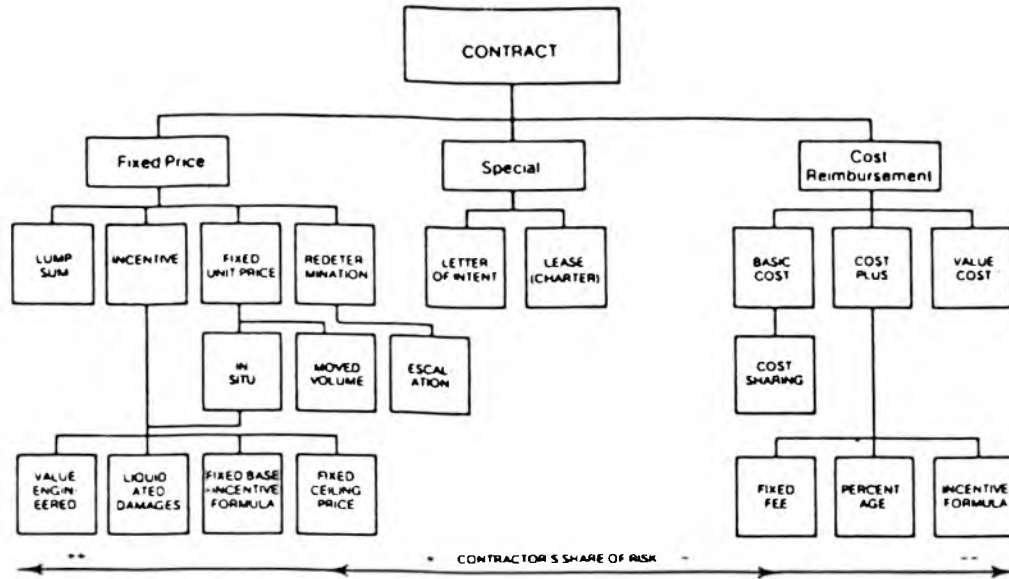 CONTRACT
Fixed Price
Special
Cost
Reimbursement
LUMP
SUM
INCENTIVE
FIXED
UNIT PRICE
REDETER
MINATION
LETTER
OF INTENT
LEASE
(CHARTER)
BASIC
COST
COST
PLUS
VALUE
COST
IN
SITU
MOVED
VOLUME
ESCAL
ATION
COST
SHARING
VALUE
ENGIN-
EERED
LIQUID
ATED
DAMAGES
FIXED BASE
+INCENTIVE
FORMULA
FIXED
CEILING
PRICE
FIXED
FEE
PERCENT
AGE
INCENTIVE
FORMULA
++ + CONTRACTOR S SHARE OF RISK - --